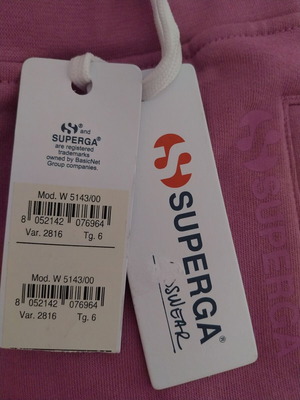 ® and
SUPERGA®
are registered
trademarks
owned by BasicNet
Group companies.
Mod. W 5143/00
8 052142 076964
Var. 2816 Tg. 6
Mod. W 5143/00
8 052142 076964
Var. 2816 Tg. 6
SUPERGA®
SUPERGA